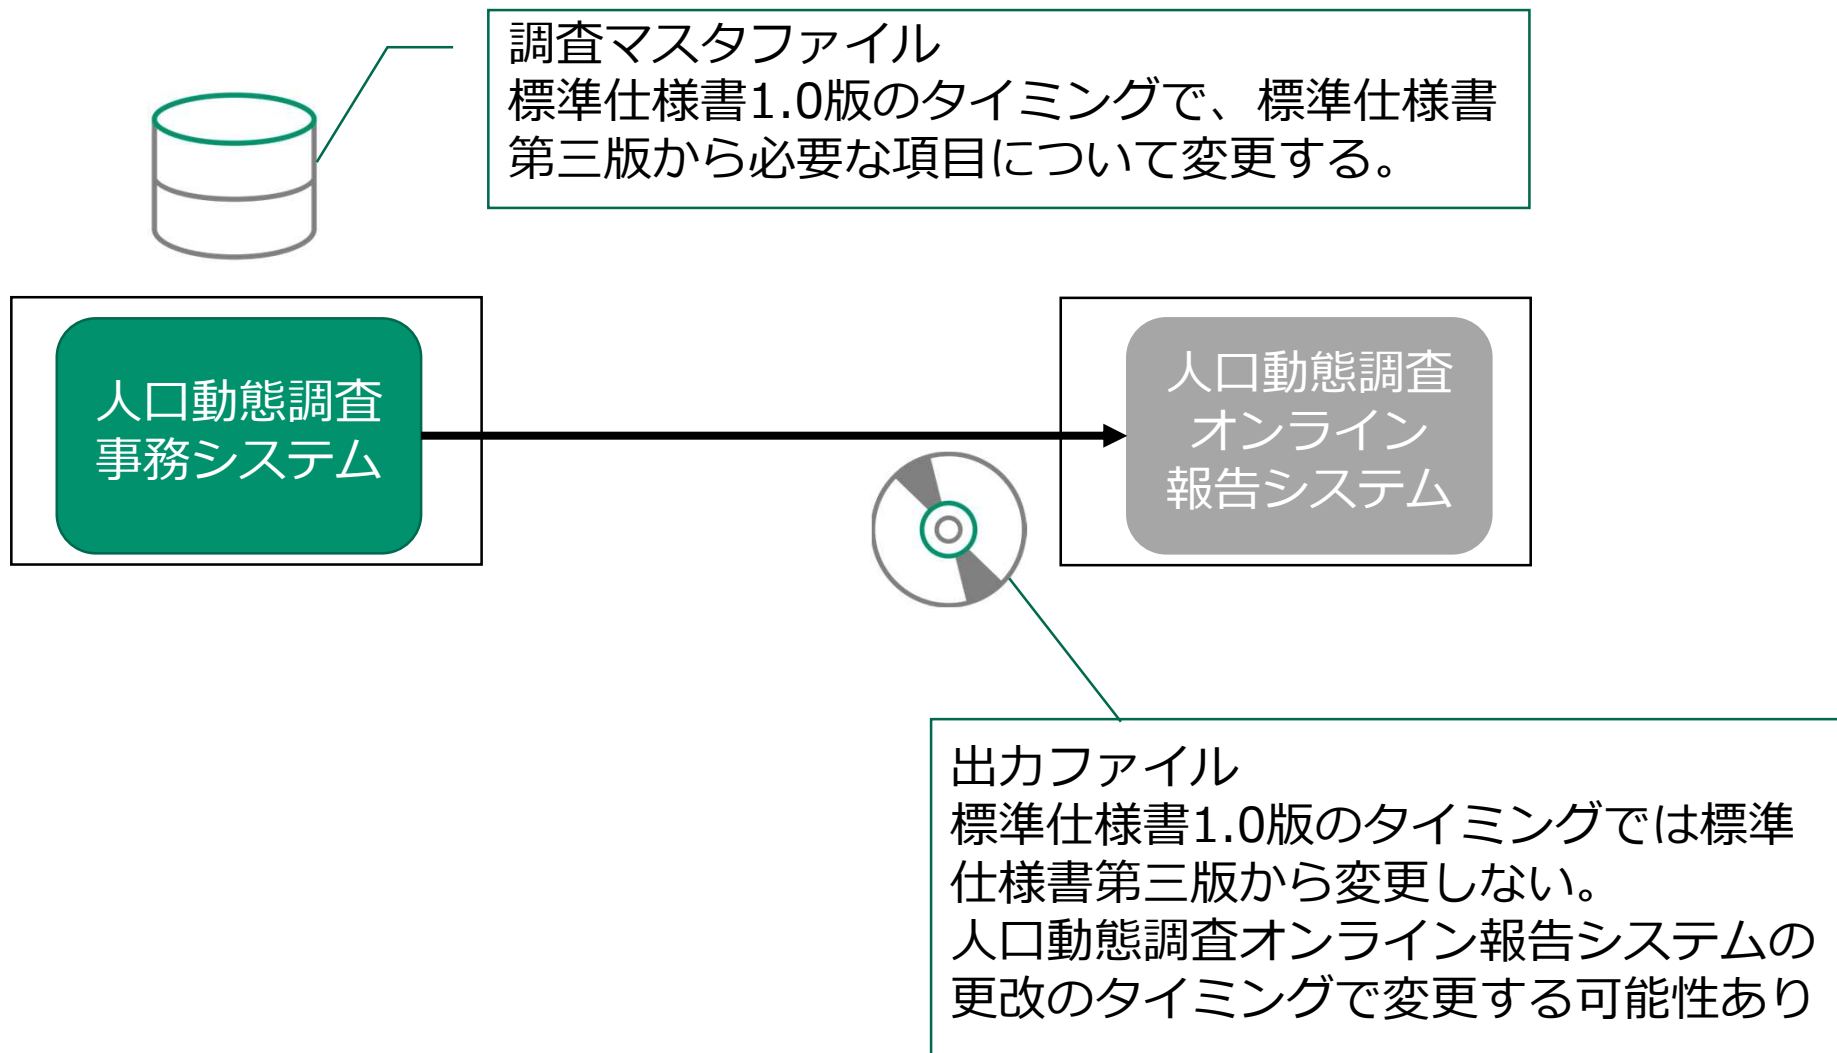 調査マスタファイル
標準仕様書1.0版のタイミングで、標準仕様書
第三版から必要な項目について変更する。
人口動態調査
事務システム
人口動態調査
オンライン
報告システム
出力ファイル
標準仕様書1.0版のタイミングでは標準
仕様書第三版から変更しない。
人口動態調査オンライン報告システムの
更改のタイミングで変更する可能性あり